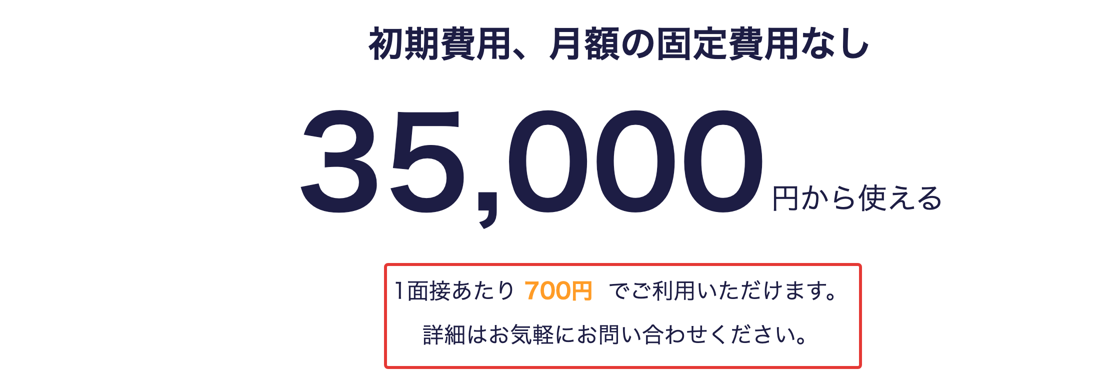 初期費用、月額の固定費用なし
35,000円から使える
1面接あたり 700円 でご利用いただけます。
詳細はお気軽にお問い合わせください。